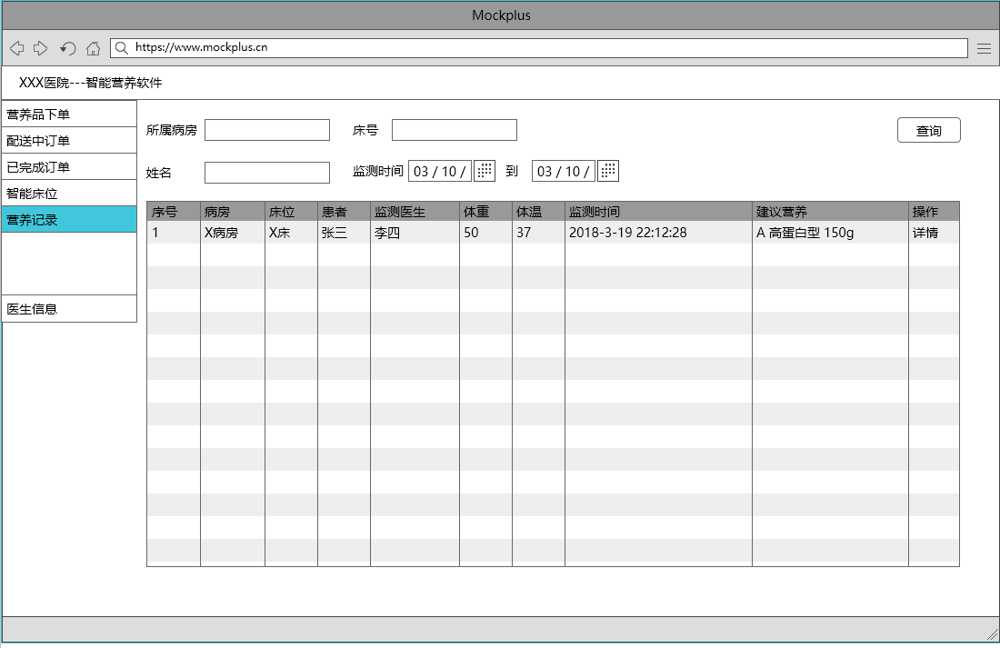 Mockplus
https://www.mockplus.cn
XXX医院---智能营养软件
营养品下单
配送中订单
已完成订单
智能床位
营养记录
医生信息
所属病房 床号 查询
姓名 监测时间 03 / 10 / 到 03 / 10 /
序号 病房 床位 患者 监测医生 体重 体温 监测时间 建议营养 操作
1 X病房 X床 张三 李四 50 37 2018-3-19 22:12:28 A 高蛋白型 150g 详情